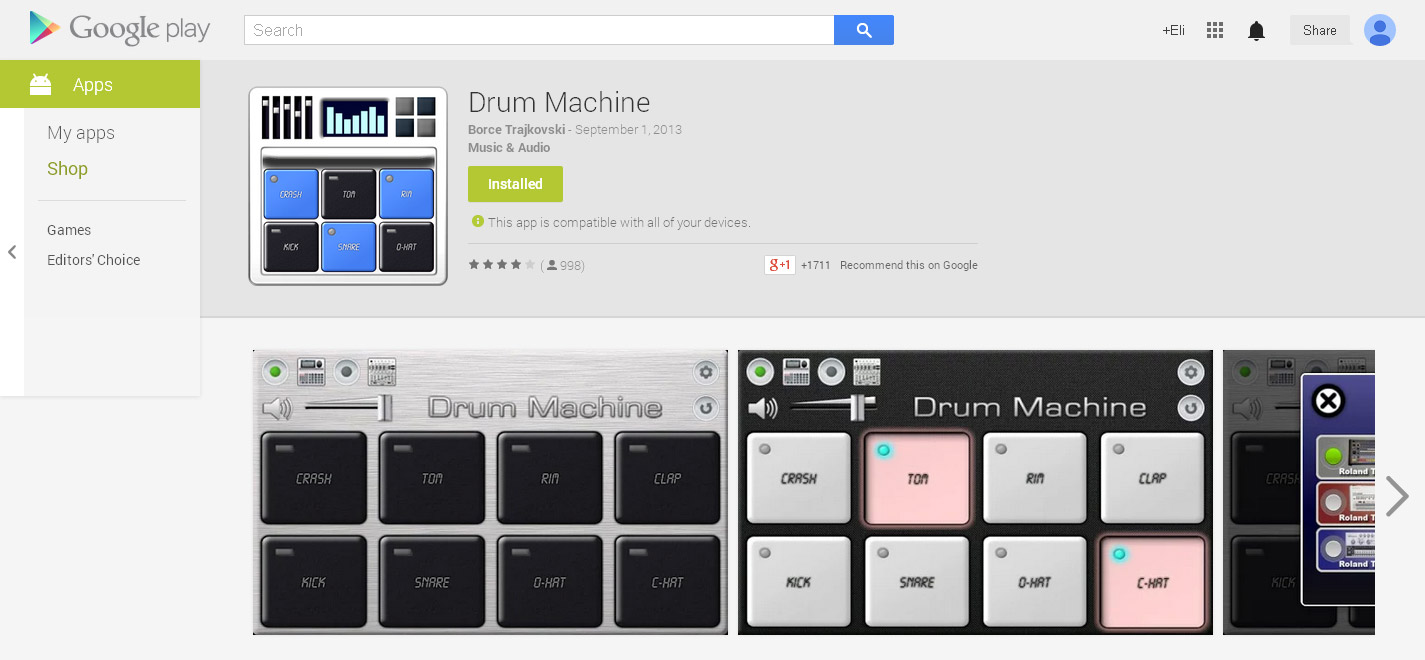 Google play
Search
+Eli
Share
Apps
My apps
Shop
Games
Editors' Choice
Drum Machine
Borce Trajkovski - September 1, 2013
Music & Audio
Installed
This app is compatible with all of your devices.
(998)
g+1 +1711 Recommend this on Google
CRASH TOM RIM
KICK SNARE O-HAT
Drum Machine
CRASH TOM RIM CLAP
KICK SNARE O-HAT C-HAT
Drum Machine
CRASH TOM RIM CLAP
KICK SNARE O-HAT C-HAT
CRASH
KICK
Roland T
Roland T
Roland T